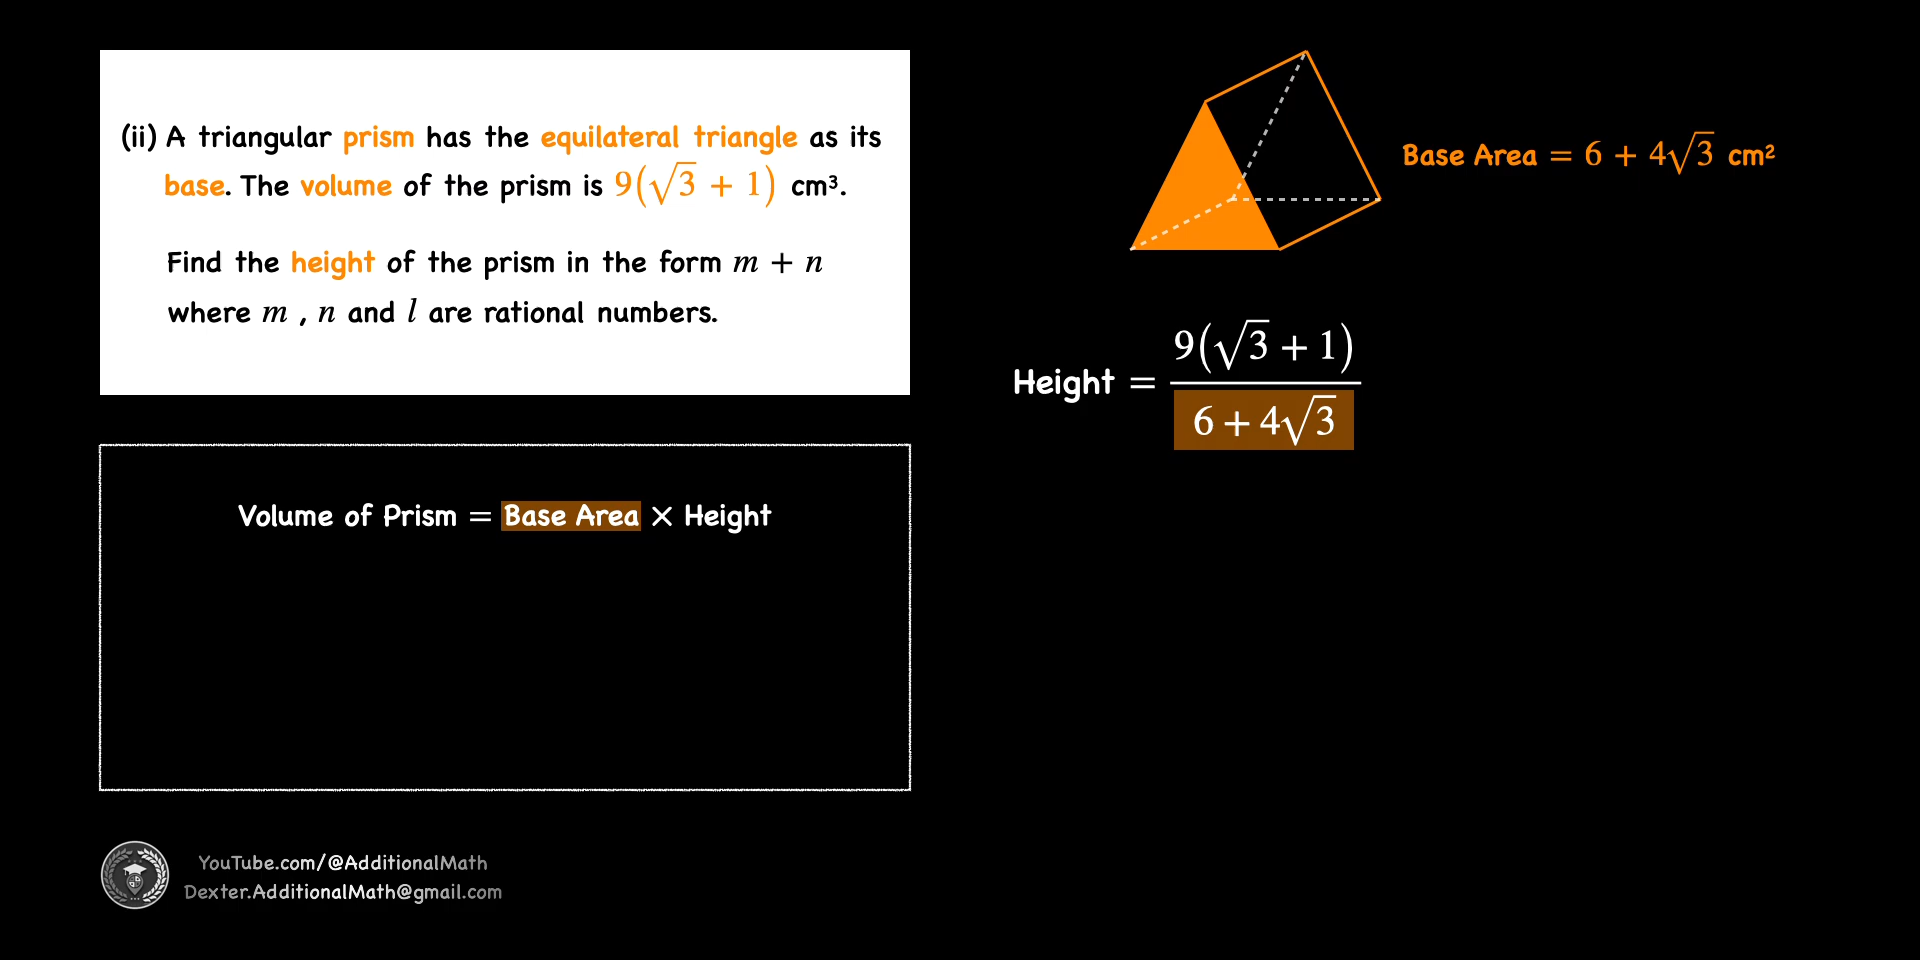 (ii) A triangular prism has the equilateral triangle as its
base. The volume of the prism is 9(√3 + 1) cm³.
Find the height of the prism in the form m + n
where m , n and l are rational numbers.
Volume of Prism = Base Area × Height
YouTube.com/@AdditionalMath
Dexter.AdditionalMath@gmail.com
Base Area = 6 + 4√3 cm²
Height = 9(√3 + 1)
6 + 4√3